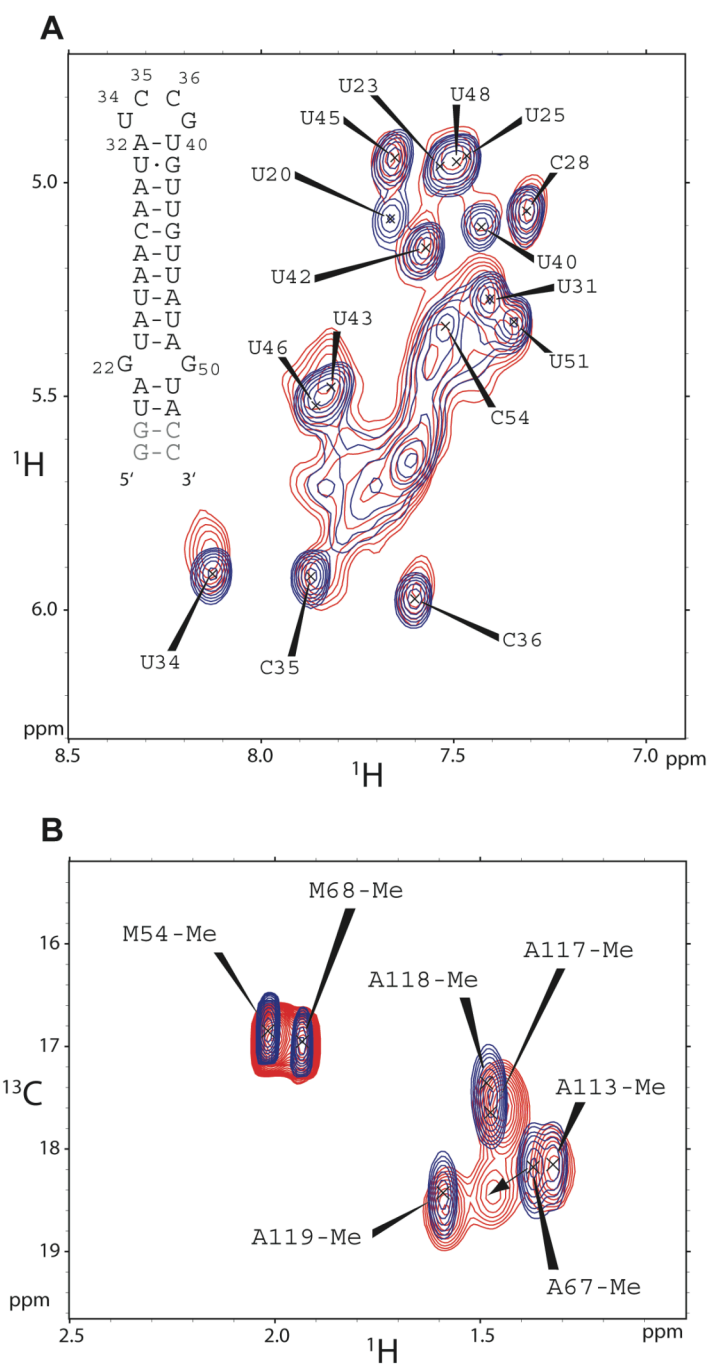 A
35
36
34
C C
U G
32 A-U 40
U·G
A-U
A-U
C-G
A-U
A-U
U-A
A-U
U-A
22 G G 50
A-U
U-A
G-C
G-C
5' 3'
U23
U48
U45
U25
C28
U20
U40
U42
U31
U43
U46
U51
C54
U34
C35
C36
5.0
5.5
6.0
¹H
ppm
8.5 8.0 7.5 7.0 ppm
¹H
B
M68-Me
M54-Me
A117-Me
A118-Me
A113-Me
A119-Me
A67-Me
16
17
18
19
¹³C
ppm
2.5 2.0 1.5 ppm
¹H